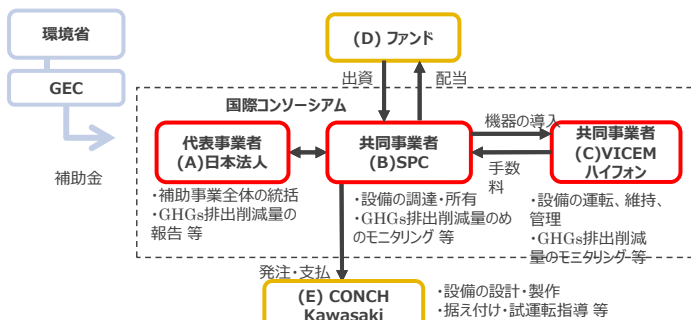 環境省
GEC
補助金
(D) ファンド
出資
配当
国際コンソーシアム
代表事業者
(A)日本法人
共同事業者
(B)SPC
機器の導入
手数
料
共同事業者
(C)VICEM
ハイフォン
・補助事業全体の統括
・GHGs排出削減量の
報告 等
・設備の調達・所有
・GHGs排出削減量のめ
のモニタリング 等
・設備の運転、維持、
管理
・GHGs排出削減
量のモニタリング 等
発注・支払
(E) CONCH
Kawasaki
・設備の設計・製作
・据え付け・試運転指導 等